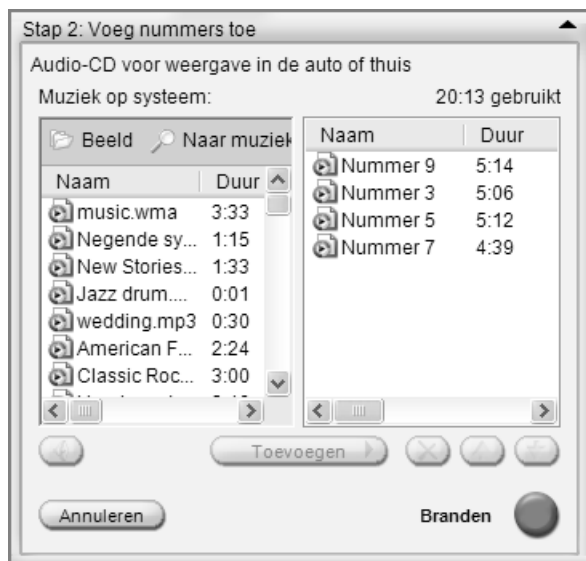 Stap 2: Voeg nummers toe
Audio-CD voor weergave in de auto of thuis
Muziek op systeem:
20:13 gebruikt
Beeld Naar muziek
Naam Duur
music.wma 3:33
Negende sy... 1:15
New Stories... 1:33
Jazz drum.... 0:01
wedding.mp3 0:30
American F... 2:24
Classic Roc... 3:00
Naam Duur
Nummer 9 5:14
Nummer 3 5:06
Nummer 5 5:12
Nummer 7 4:39
Toevoegen
Annuleren
Branden